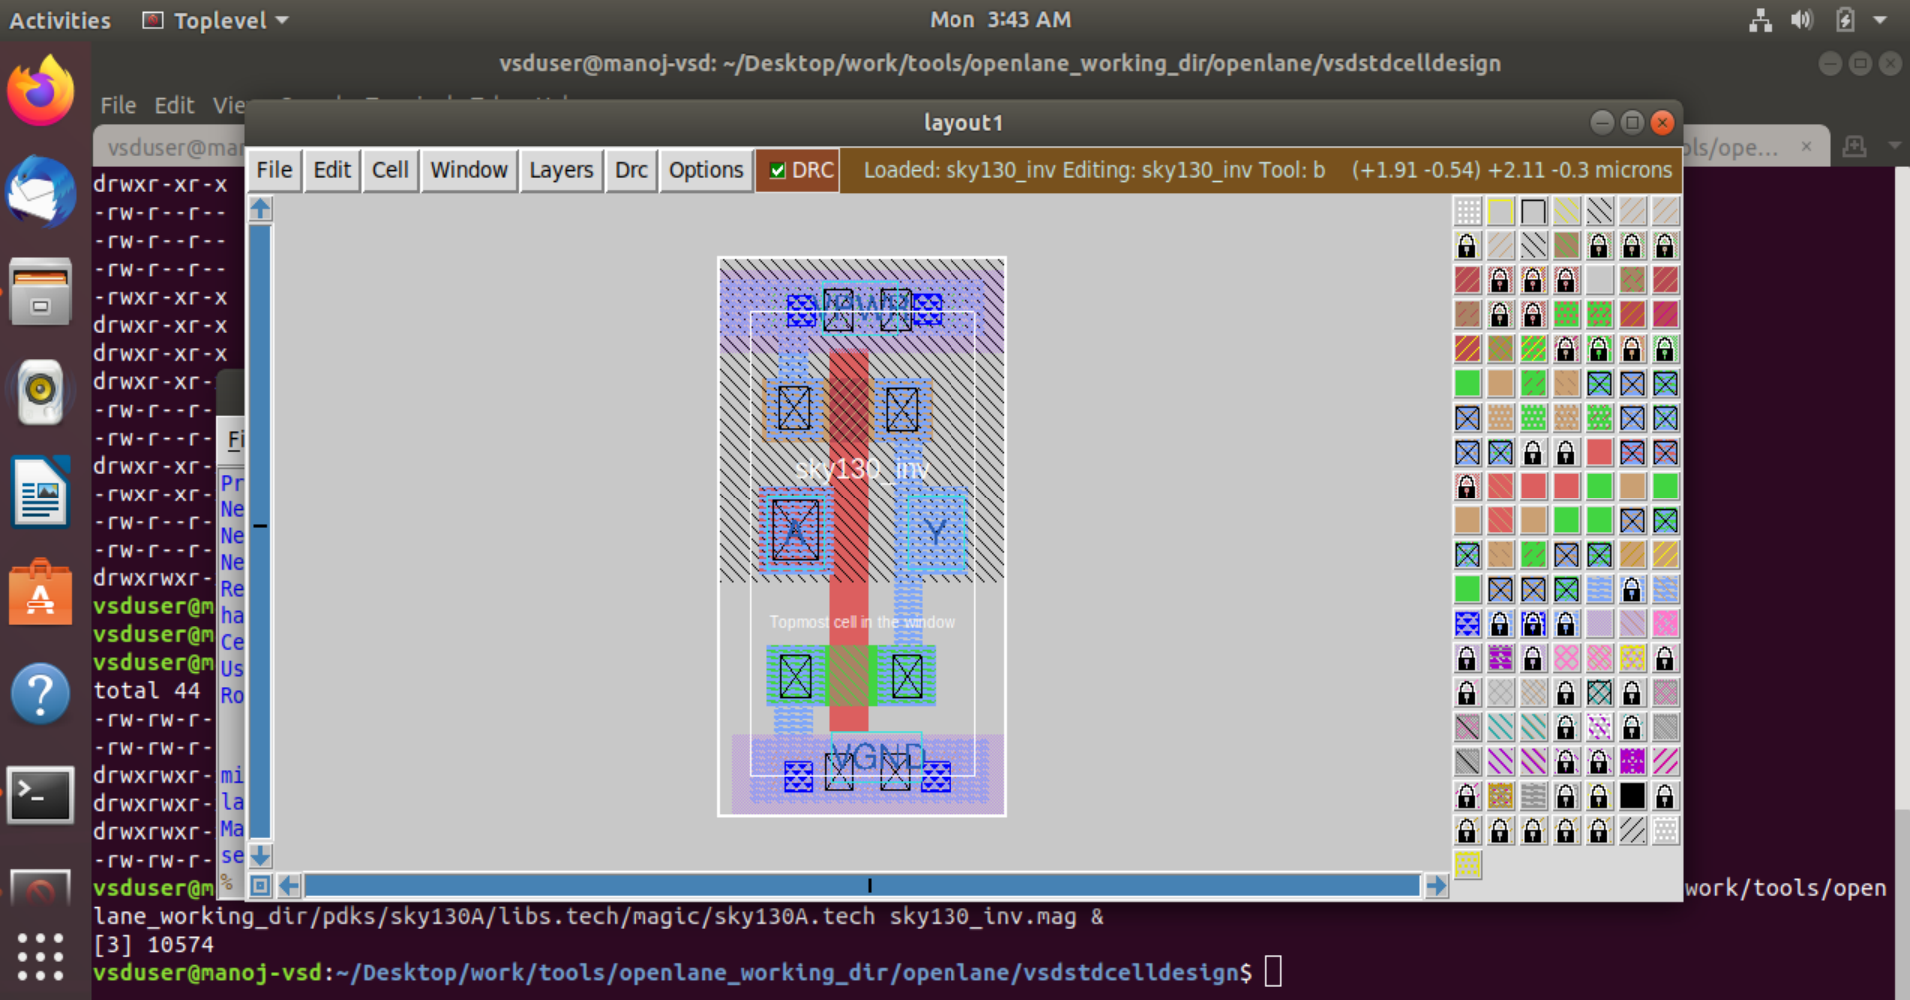 Activities Toplevel Mon 3:43 AM
vsduser@manoj-vsd: ~/Desktop/work/tools/openlane_working_dir/openlane/vsdstdcelldesign
File Edit
layout1
vsduser@ma ols/ope...
File Edit Cell Window Layers Drc Options DRC Loaded: sky130_inv Editing: sky130_inv Tool: b (+1.91 -0.54) +2.11 -0.3 microns
drwxr-xr-x
-rw-r--r--
-rw-r--r--
-rw-r--r--
-rwxr-xr-x
-rwxr-xr-x
drwxr-xr-x
drwxr-xr-
-rw-r--r-
-rw-r--r-
drwxr-xr-
-rwxr-xr-
-rw-r--r-
-rw-r--r-
drwxrwxr-
vsduser@m
vsduser@m
vsduser@m
total 44
-rw-rw-r-
-rw-rw-r-
drwxrwxr-
drwxrwxr-
drwxrwxr-
-rw-rw-r-
vsduser@m
Fi
Pr
Ne
Ne
Ne
Re
ha
Ce
Us
Ro
mi
la
Ma
se
%
VPWR
sky130_inv
A Y
Topmost cell in the window
VGND
work/tools/open
lane_working_dir/pdks/sky130A/libs.tech/magic/sky130A.tech sky130_inv.mag &
[3] 10574
vsduser@manoj-vsd:~/Desktop/work/tools/openlane_working_dir/openlane/vsdstdcelldesign$